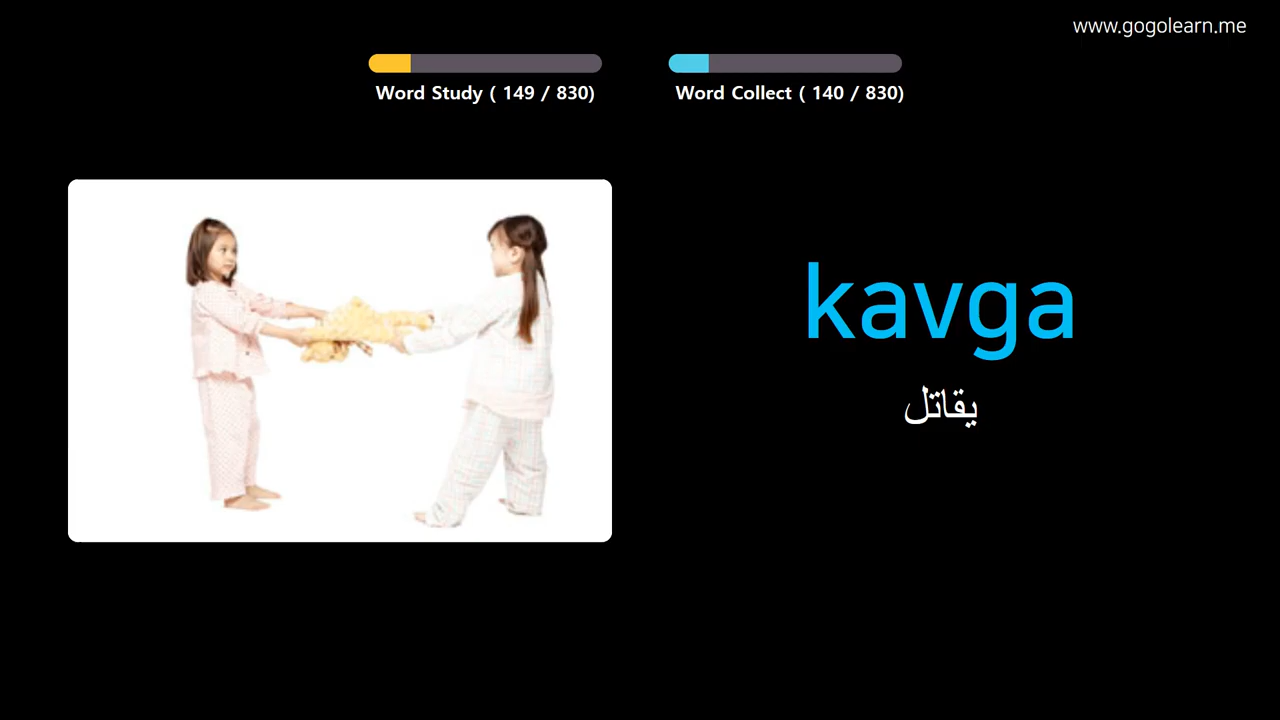 www.gogolearn.me
Word Study ( 149 / 830)
Word Collect ( 140 / 830)
kavga
يقاتل